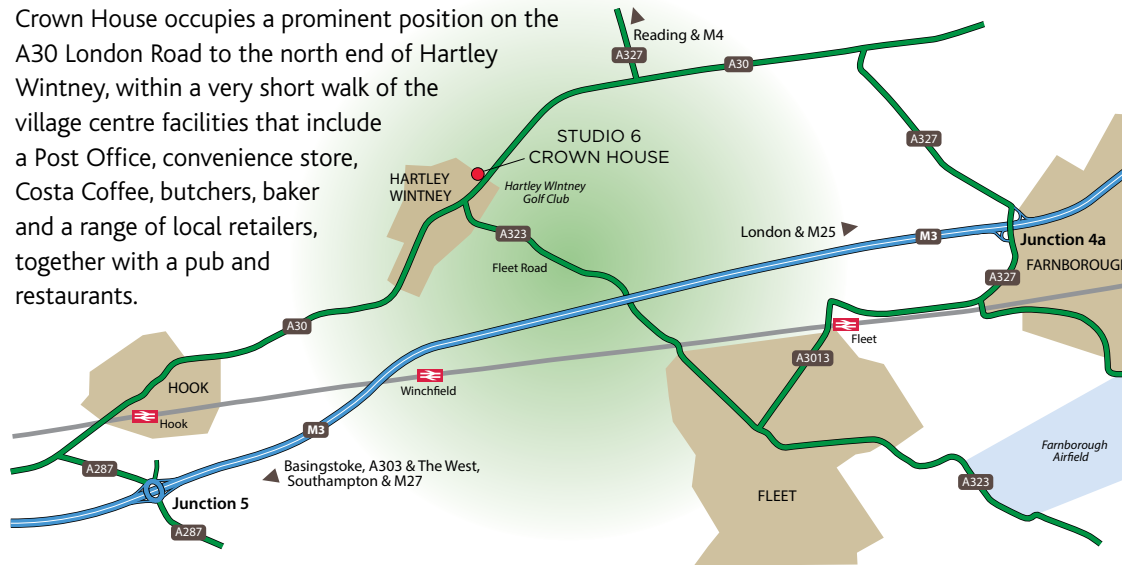 Crown House occupies a prominent position on the
A30 London Road to the north end of Hartley
Wintney, within a very short walk of the
village centre facilities that include
a Post Office, convenience store,
Costa Coffee, butchers, baker
and a range of local retailers,
together with a pub and
restaurants.
Reading & M4
A327
A30
A327
STUDIO 6
CROWN HOUSE
HARTLEY
WINTNEY
Hartley WIntney
Golf Club
A323
Fleet Road
London & M25
M3
Junction 4a
FARNBOROUGH
A327
A30
Fleet
A3013
HOOK
Winchfield
Hook
M3
A287
Basingstoke, A303 & The West,
Southampton & M27
Junction 5
A287
FLEET
Farnborough
Airfield
A323